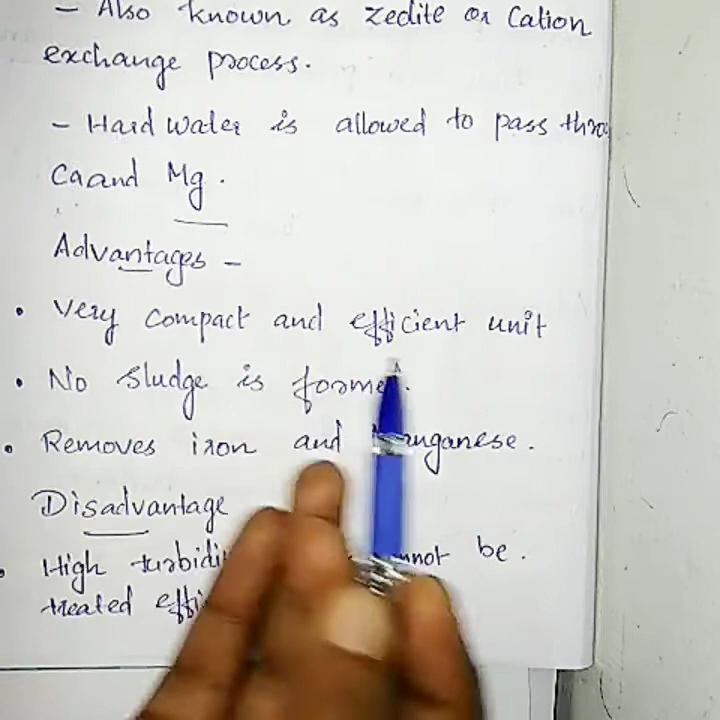 - Also known as zedite or Cation
exchange process.
- Hard water is allowed to pass
Ca and Mg.
Advantages -
• Very compact and efficient unit
• No sludge is
• Removes iron and
Disadvantage
• High be.
treated